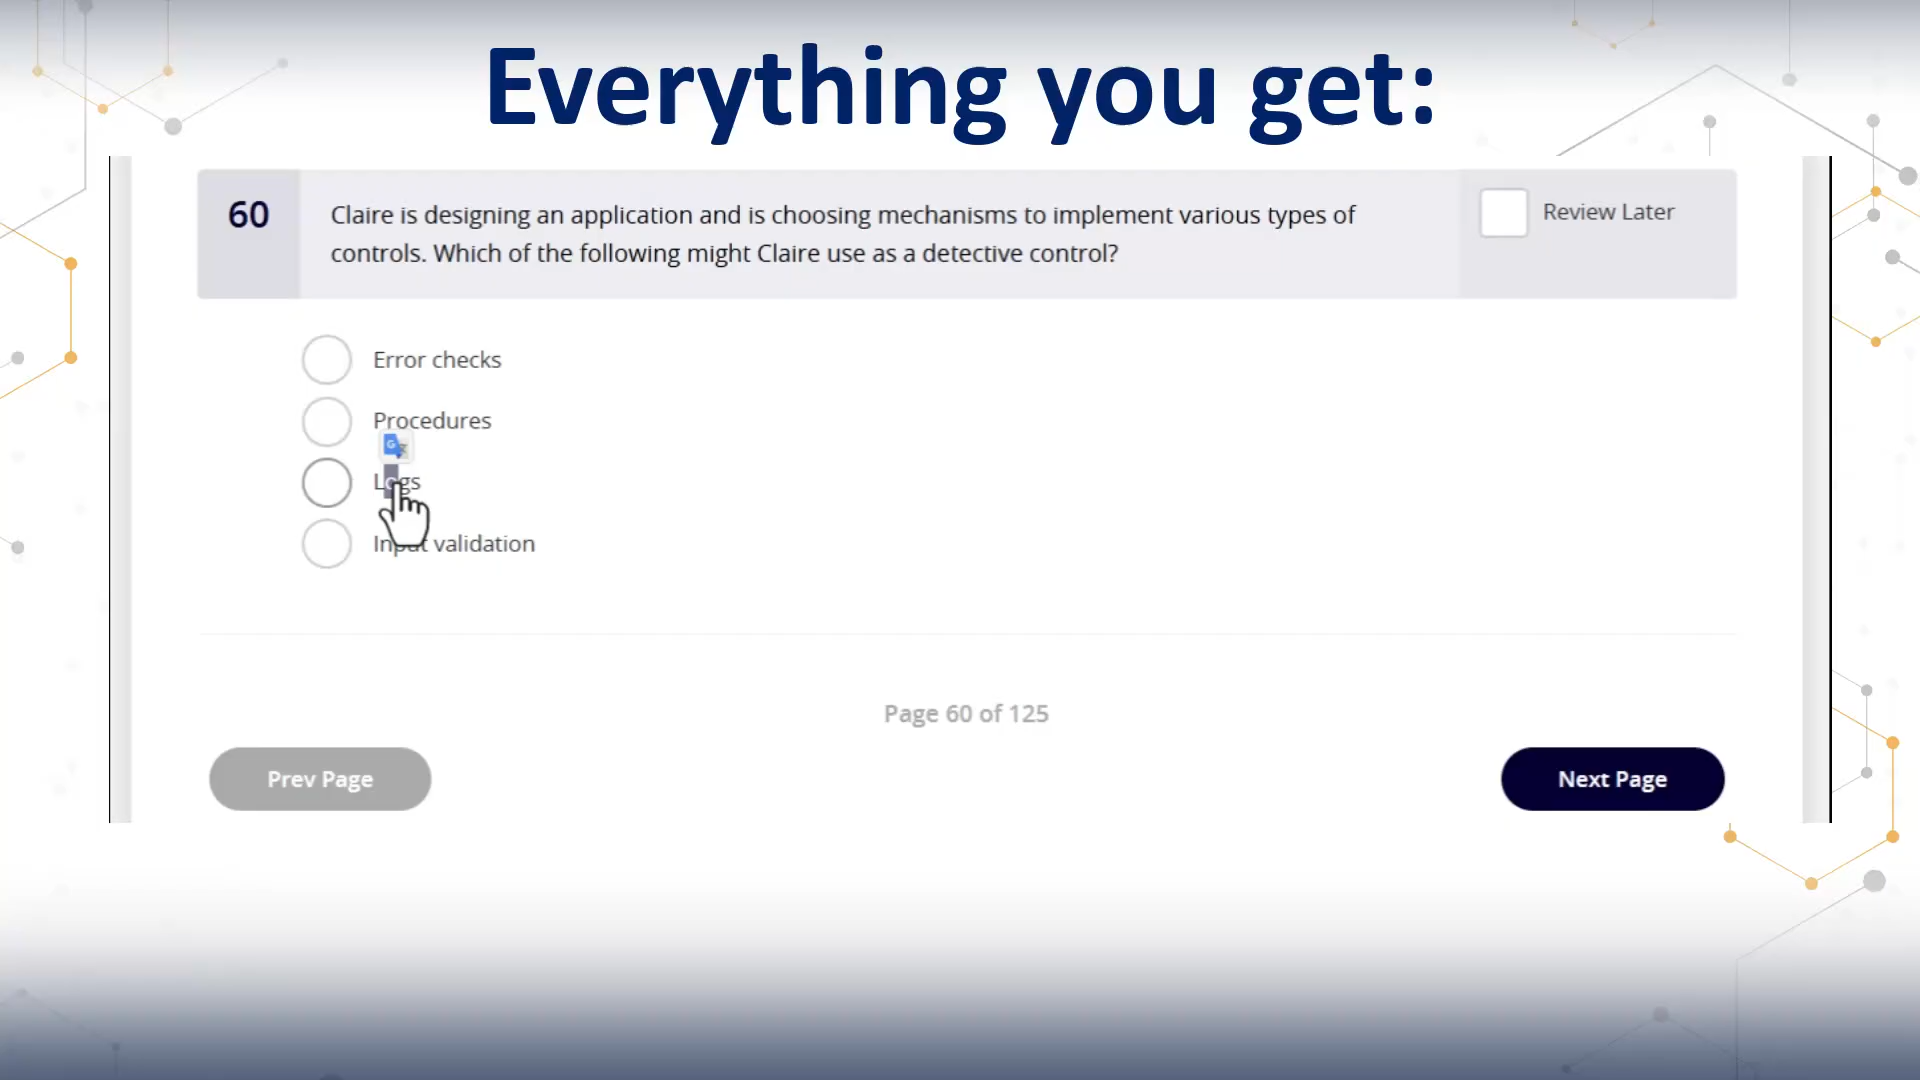 Everything you get:
60
Claire is designing an application and is choosing mechanisms to implement various types of
controls. Which of the following might Claire use as a detective control?
Review Later
Error checks
Procedures
Logs
Input validation
Page 60 of 125
Prev Page
Next Page